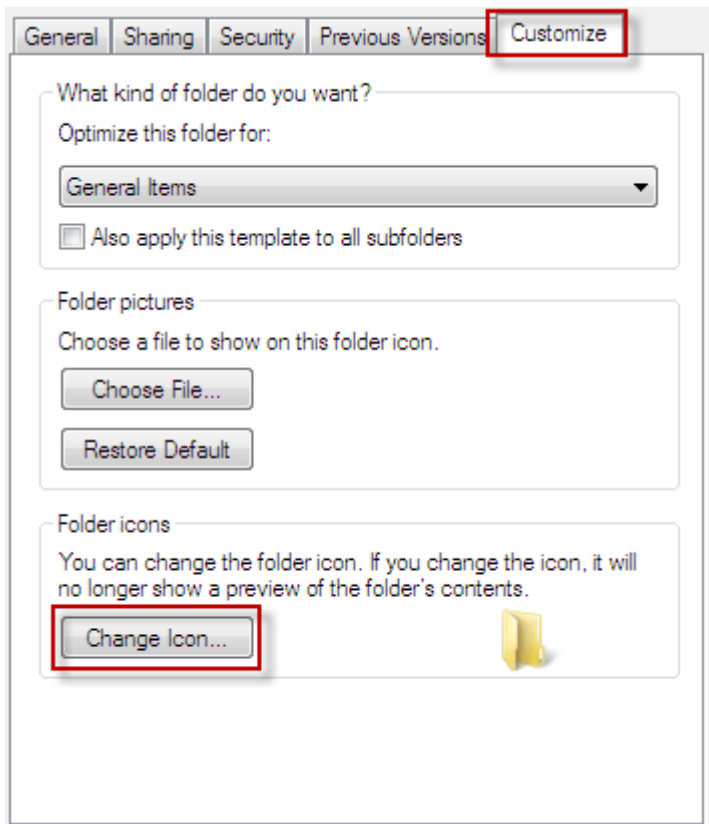 General Sharing Security Previous Versions Customize
What kind of folder do you want?
Optimize this folder for:
General Items
Also apply this template to all subfolders
Folder pictures
Choose a file to show on this folder icon.
Choose File...
Restore Default
Folder icons
You can change the folder icon. If you change the icon, it will
no longer show a preview of the folder's contents.
Change Icon...